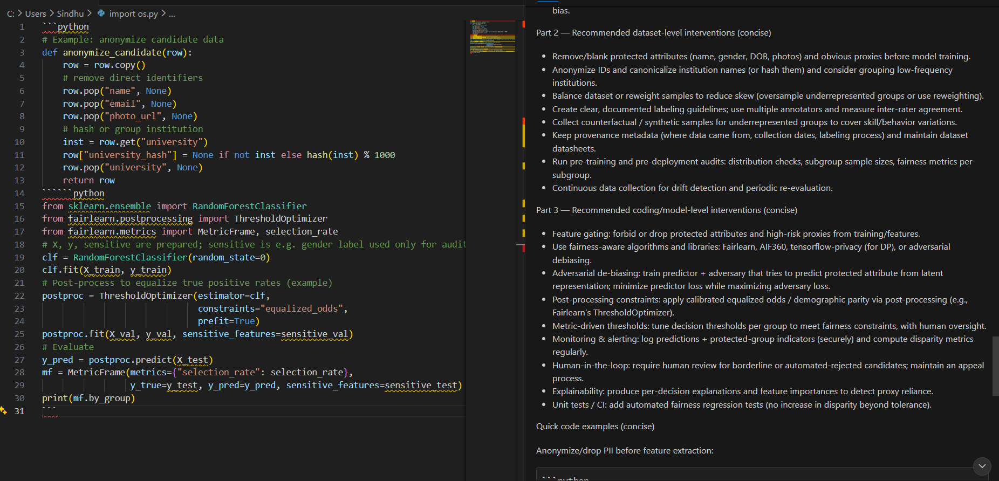 C: > Users > Sindhu > import os.py > ...
1 ```python
2 # Example: anonymize candidate data
3 def anonymize_candidate(row):
4     row = row.copy()
5     # remove direct identifiers
6     row.pop("name", None)
7     row.pop("email", None)
8     row.pop("photo_url", None)
9     # hash or group institution
10     inst = row.get("university")
11     row["university_hash"] = None if not inst else hash(inst) % 1000
12     row.pop("university", None)
13     return row
14 ``````python
15 from sklearn.ensemble import RandomForestClassifier
16 from fairlearn.postprocessing import ThresholdOptimizer
17 from fairlearn.metrics import MetricFrame, selection_rate
18 # X, y, sensitive are prepared; sensitive is e.g. gender label used only for audit
19 clf = RandomForestClassifier(random_state=0)
20 clf.fit(X_train, y_train)
21 # Post-process to equalize true positive rates (example)
22 postproc = ThresholdOptimizer(estimator=clf,
23                               constraints="equalized_odds",
24                               prefit=True)
25 postproc.fit(X_val, y_val, sensitive_features=sensitive_val)
26 # Evaluate
27 y_pred = postproc.predict(X_test)
28 mf = MetricFrame(metrics={"selection_rate": selection_rate},
29                  y_true=y_test, y_pred=y_pred, sensitive_features=sensitive_test)
30 print(mf.by_group)
31 ```
bias.
Part 2 — Recommended dataset-level interventions (concise)
• Remove/blank protected attributes (name, gender, DOB, photos) and obvious proxies before model training.
• Anonymize IDs and canonicalize institution names (or hash them) and consider grouping low-frequency
institutions.
• Balance dataset or reweight samples to reduce skew (oversample underrepresented groups or use reweighting).
• Create clear, documented labeling guidelines; use multiple annotators and measure inter-rater agreement.
• Collect counterfactual / synthetic samples for underrepresented groups to cover skill/behavior variations.
• Keep provenance metadata (where data came from, collection dates, labeling process) and maintain dataset
datasheets.
• Run pre-training and pre-deployment audits: distribution checks, subgroup sample sizes, fairness metrics per
subgroup.
• Continuous data collection for drift detection and periodic re-evaluation.
Part 3 — Recommended coding/model-level interventions (concise)
• Feature gating: forbid or drop protected attributes and high-risk proxies from training/features.
• Use fairness-aware algorithms and libraries: Fairlearn, AIF360, tensorflow-privacy (for DP), or adversarial
debiasing.
• Adversarial de-biasing: train predictor + adversary that tries to predict protected attribute from latent
representation; minimize predictor loss while maximizing adversary loss.
• Post-processing constraints: apply calibrated equalized odds / demographic parity via post-processing (e.g.,
Fairlearn’s ThresholdOptimizer).
• Metric-driven thresholds: tune decision thresholds per group to meet fairness constraints, with human oversight.
• Monitoring & alerting: log predictions + protected-group indicators (securely) and compute disparity metrics
regularly.
• Human-in-the-loop: require human review for borderline or automated-rejected candidates; maintain an appeal
process.
• Explainability: produce per-decision explanations and feature importances to detect proxy reliance.
• Unit tests / CI: add automated fairness regression tests (no increase in disparity beyond tolerance).
Quick code examples (concise)
Anonymize/drop PII before feature extraction:
```python